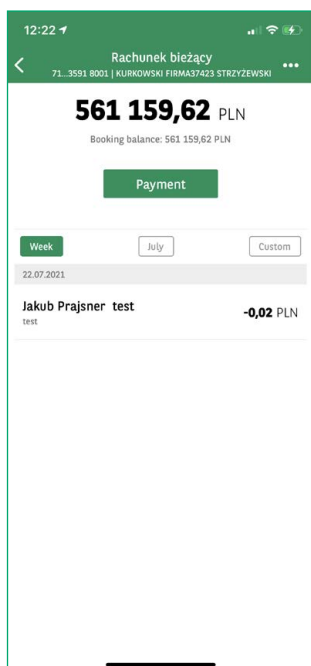 12:22
Rachunek bieżący
71...3591 8001 | KURKOWSKI FIRMA37423 STRZYŻEWSKI
561 159,62 PLN
Booking balance: 561 159,62 PLN
Payment
Week July Custom
22.07.2021
Jakub Prajsner test -0,02 PLN
test